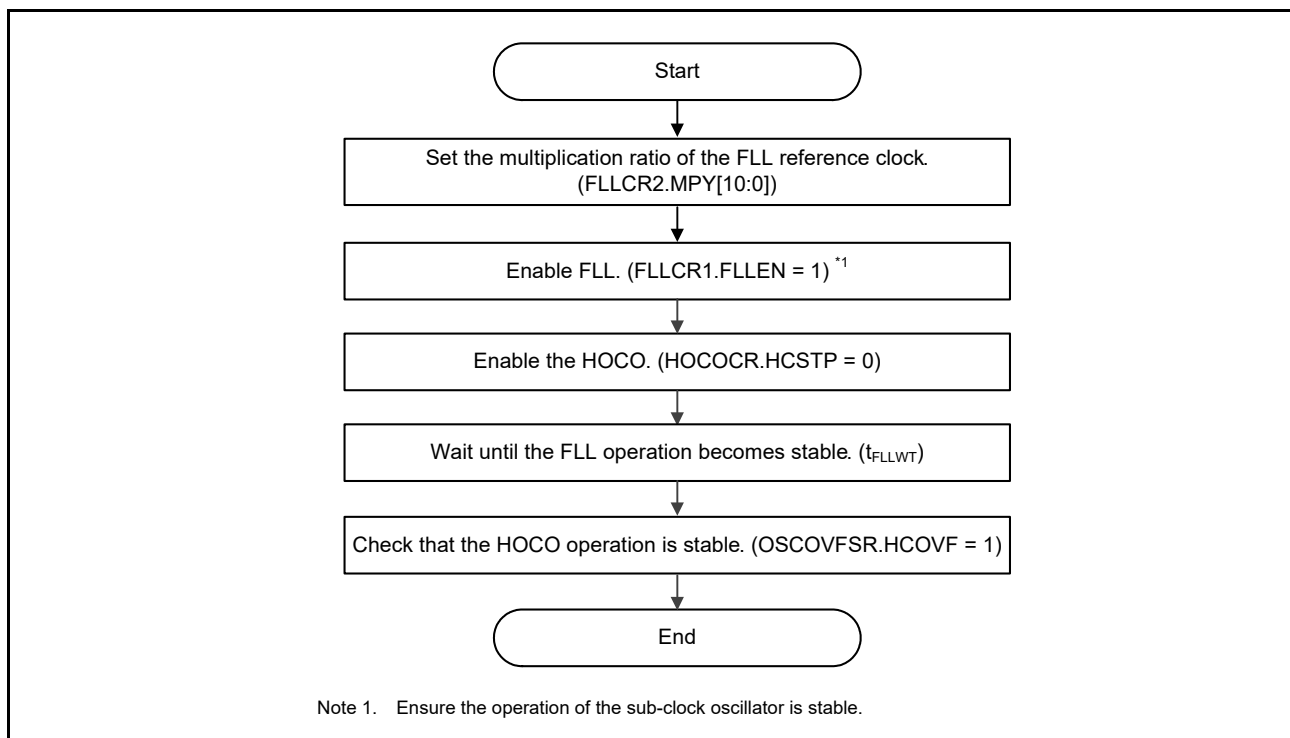 Start
Set the multiplication ratio of the FLL reference clock.
(FLLCR2.MPY[10:0])
Enable FLL. (FLLCR1.FLLEN = 1) *1
Enable the HOCO. (HOCOCR.HCSTP = 0)
Wait until the FLL operation becomes stable. (tFLLWT)
Check that the HOCO operation is stable. (OSCOVFSR.HCOVF = 1)
End
Note 1. Ensure the operation of the sub-clock oscillator is stable.